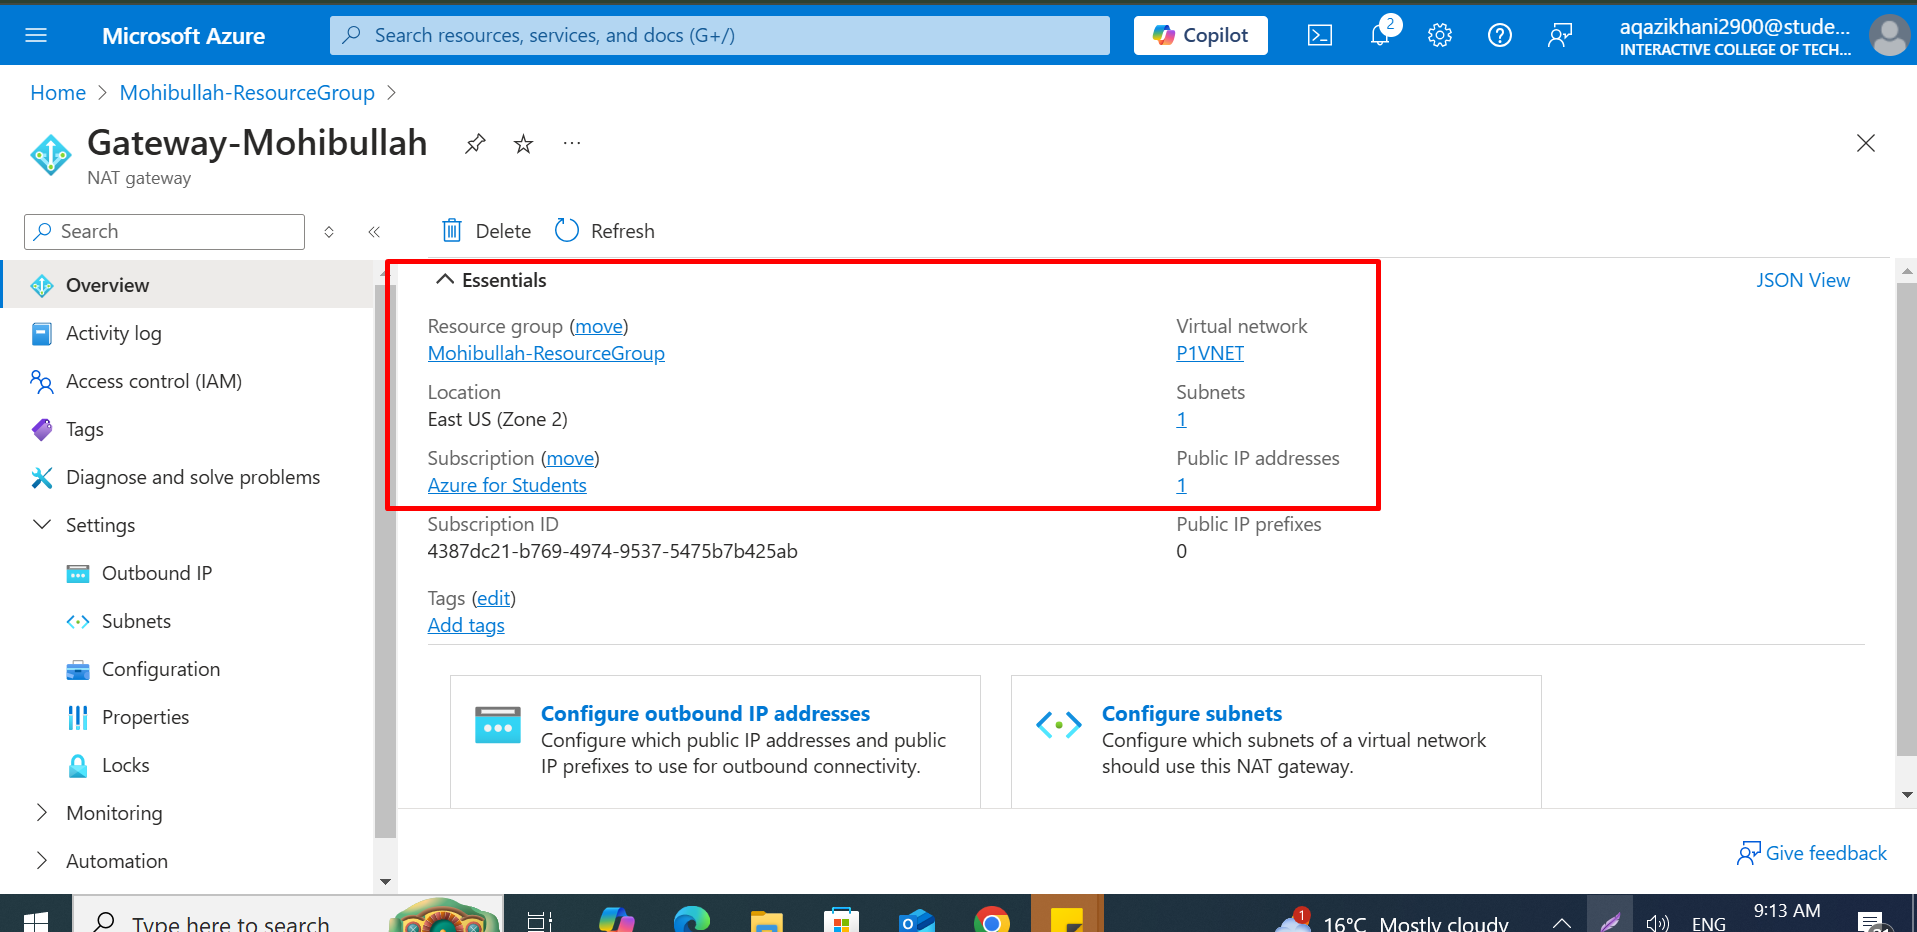 Microsoft Azure
Search resources, services, and docs (G+/)
Copilot
2
aqazikhani2900@stude...
INTERACTIVE COLLEGE OF TECH...
Home > Mohibullah-ResourceGroup >
Gateway-Mohibullah
NAT gateway
Search
Delete
Refresh
Overview
Activity log
Access control (IAM)
Tags
Diagnose and solve problems
Settings
Outbound IP
Subnets
Configuration
Properties
Locks
Monitoring
Automation
Essentials
JSON View
Resource group (move)
Mohibullah-ResourceGroup
Location
East US (Zone 2)
Subscription (move)
Azure for Students
Subscription ID
4387dc21-b769-4974-9537-5475b7b425ab
Virtual network
P1VNET
Subnets
1
Public IP addresses
1
Public IP prefixes
0
Tags (edit)
Add tags
Configure outbound IP addresses
Configure which public IP addresses and public
IP prefixes to use for outbound connectivity.
Configure subnets
Configure which subnets of a virtual network
should use this NAT gateway.
Give feedback
Type here to search
1
16°C Mostly cloudy
ENG
9:13 AM